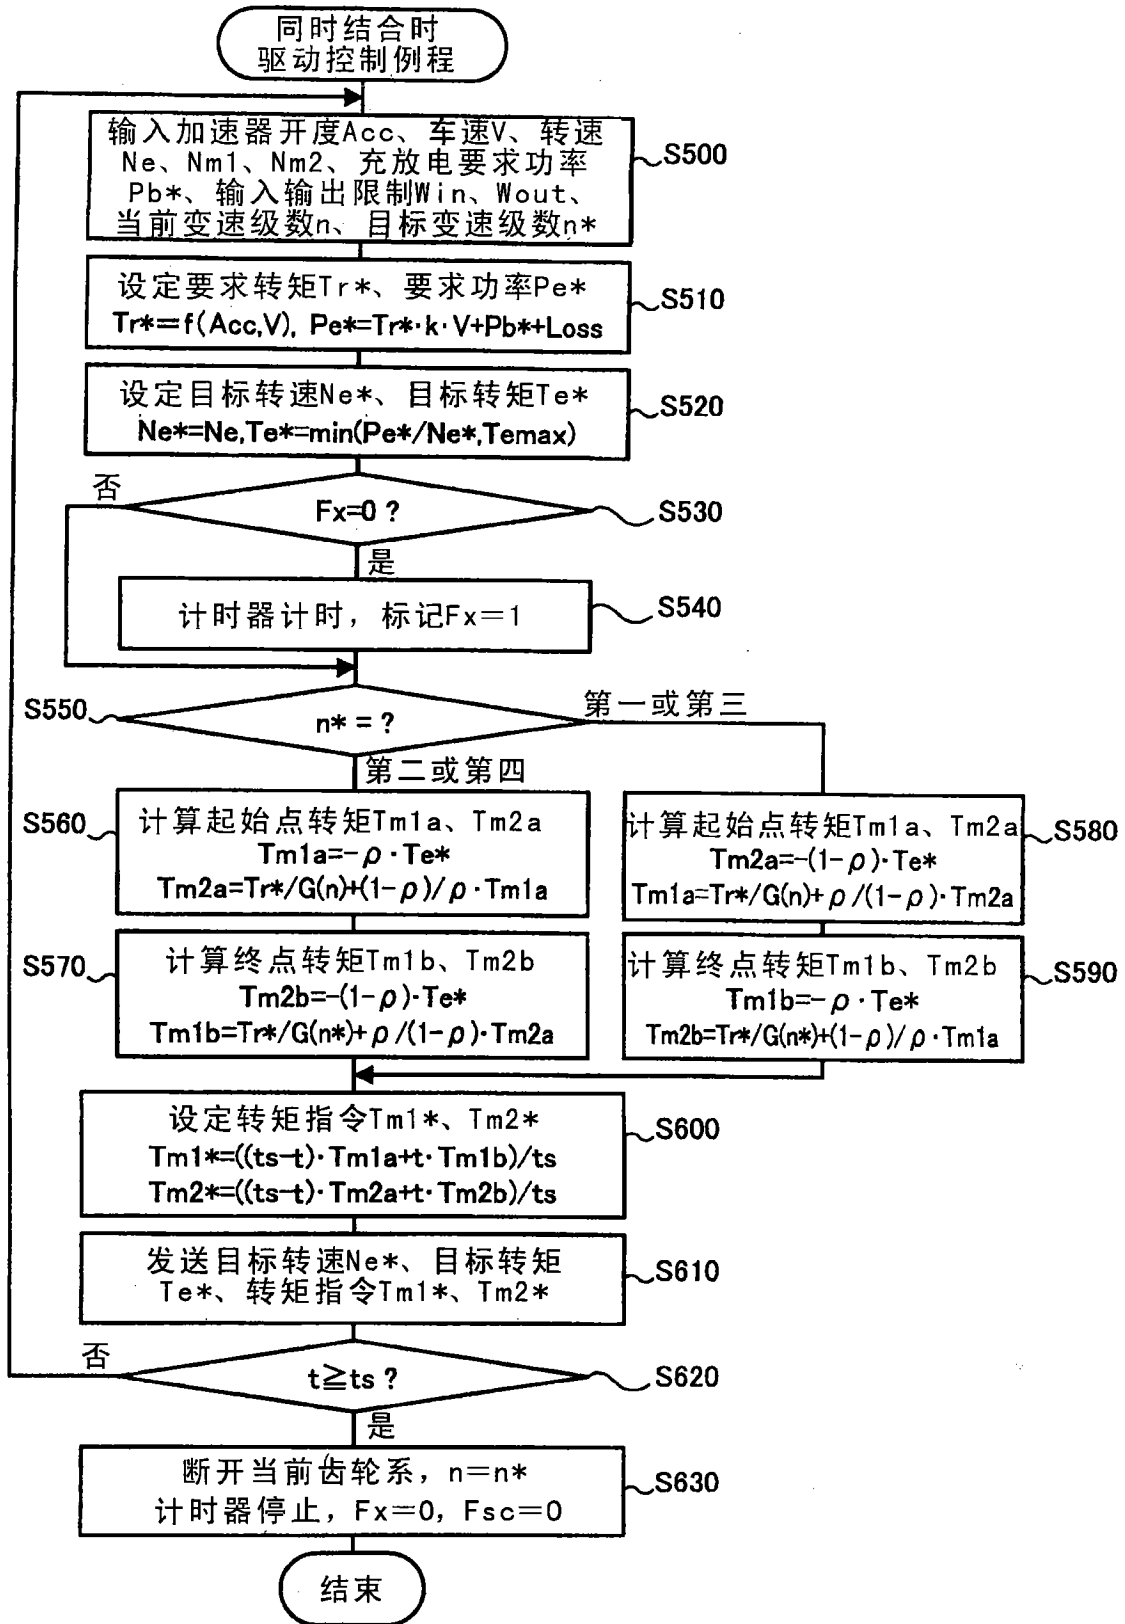 同时结合时
驱动控制例程
输入加速器开度Acc、车速V、转速
Ne、Nm1、Nm2、充放电要求功率
Pb*、输入输出限制Win、Wout、
当前变速级数n、目标变速级数n*
S500
设定要求转矩Tr*、要求功率Pe*
Tr*=f(Acc,V), Pe*=Tr*·k·V+Pb*+Loss
S510
设定目标转速Ne*、目标转矩Te*
Ne*=Ne,Te*=min(Pe*/Ne*,Temax)
S520
否
Fx=0？
S530
是
计时器计时，标记Fx=1
S540
S550
n*=？
第一或第三
第二或第四
S560
计算起始点转矩Tm1a、Tm2a
Tm1a=-ρ·Te*
Tm2a=Tr*/G(n)+(1-ρ)/ρ·Tm1a
计算起始点转矩Tm1a、Tm2a
Tm2a=-(1-ρ)·Te*
Tm1a=Tr*/G(n)+ρ/(1-ρ)·Tm2a
S580
S570
计算终点转矩Tm1b、Tm2b
Tm2b=-(1-ρ)·Te*
Tm1b=Tr*/G(n*)+ρ/(1-ρ)·Tm2a
计算终点转矩Tm1b、Tm2b
Tm1b=-ρ·Te*
Tm2b=Tr*/G(n*)+(1-ρ)/ρ·Tm1a
S590
设定转矩指令Tm1*、Tm2*
Tm1*=((ts-t)·Tm1a+t·Tm1b)/ts
Tm2*=((ts-t)·Tm2a+t·Tm2b)/ts
S600
发送目标转速Ne*、目标转矩
Te*、转矩指令Tm1*、Tm2*
S610
否
t≧ts？
S620
是
断开当前齿轮系，n=n*
计时器停止，Fx=0，Fsc=0
S630
结束